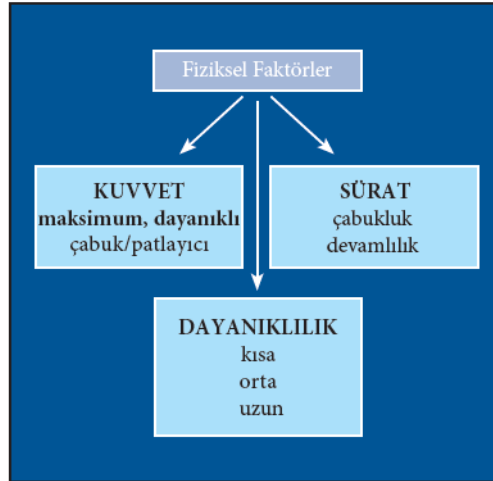 Fiziksel Faktörler
KUVVET
maksimum, dayanıklı
çabuk/patlayıcı
SÜRAT
çabukluk
devamlılık
DAYANIKLILIK
kısa
orta
uzun